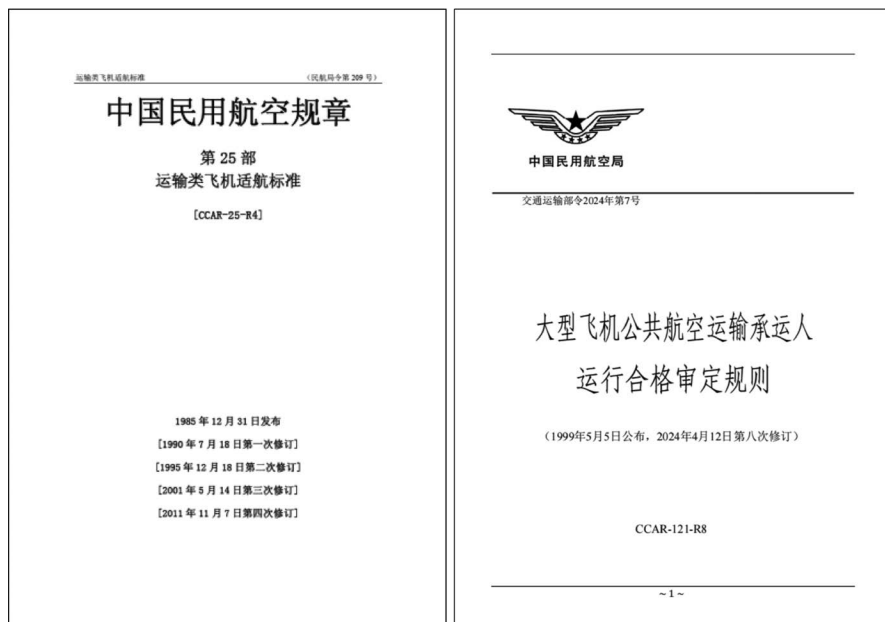 运输类飞机适航标准 （民航局令第 209 号）
中国民用航空规章
第 25 部
运输类飞机适航标准
[CCAR-25-R4]
1985 年 12 月 31 日发布
[1990 年 7 月 18 日第一次修订]
[1995 年 12 月 18 日第二次修订]
[2001 年 5 月 14 日第三次修订]
[2011 年 11 月 7 日第四次修订]
中国民用航空局
交通运输部令2024年第7号
大型飞机公共航空运输承运人
运行合格审定规则
（1999年5月5日公布，2024年4月12日第八次修订）
CCAR-121-R8
~ 1 ~